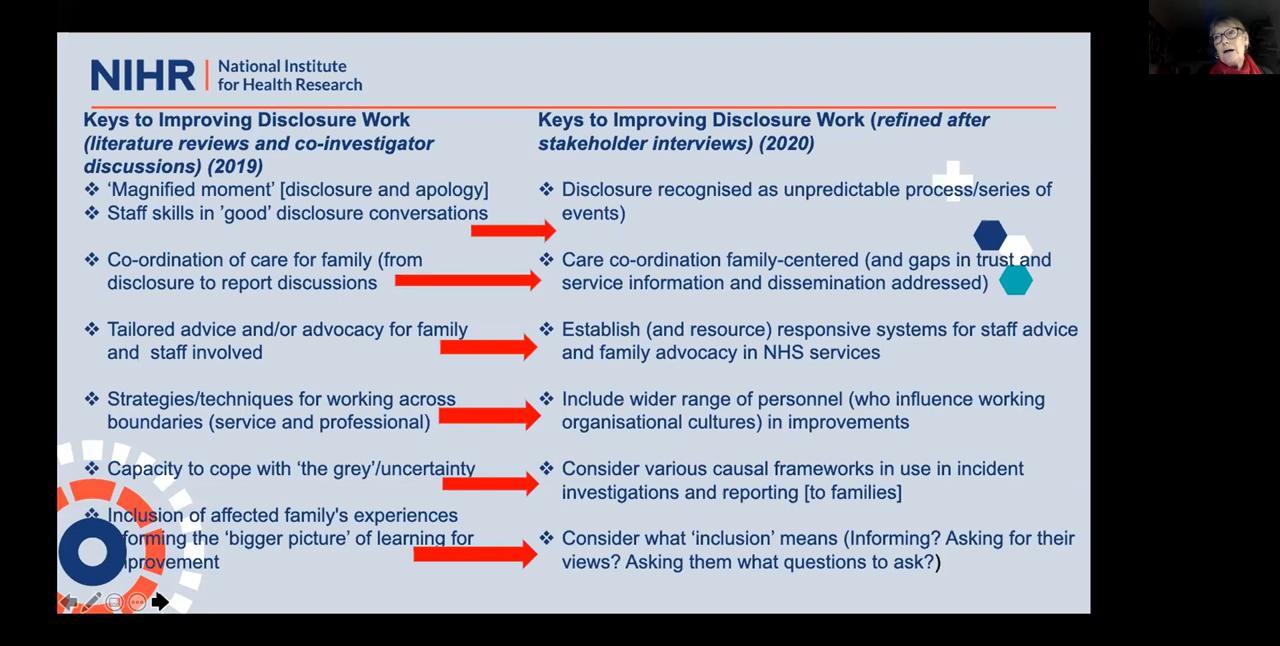 NIHR
National Institute
for Health Research
Keys to Improving Disclosure Work
(literature reviews and co-investigator
discussions) (2019)
❖ ‘Magnified moment’ [disclosure and apology]
❖ Staff skills in ’good’ disclosure conversations
❖ Co-ordination of care for family (from
disclosure to report discussions
❖ Tailored advice and/or advocacy for family
and staff involved
❖ Strategies/techniques for working across
boundaries (service and professional)
❖ Capacity to cope with ‘the grey’/uncertainty
❖ Inclusion of affected family's experiences
forming the ‘bigger picture’ of learning for
provement
Keys to Improving Disclosure Work (refined after
stakeholder interviews) (2020)
❖ Disclosure recognised as unpredictable process/series of
events)
❖ Care co-ordination family-centered (and gaps in trust and
service information and dissemination addressed)
❖ Establish (and resource) responsive systems for staff advice
and family advocacy in NHS services
❖ Include wider range of personnel (who influence working
organisational cultures) in improvements
❖ Consider various causal frameworks in use in incident
investigations and reporting [to families]
❖ Consider what ‘inclusion’ means (Informing? Asking for their
views? Asking them what questions to ask?)